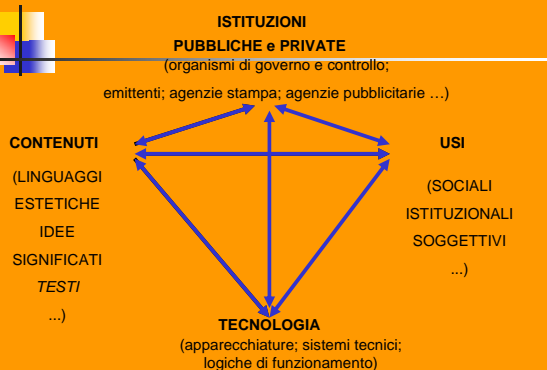 ISTITUZIONI
PUBBLICHE e PRIVATE
(organismi di governo e controllo;
emittenti; agenzie stampa; agenzie pubblicitarie …)
CONTENUTI
(LINGUAGGI
ESTETICHE
IDEE
SIGNIFICATI
TESTI
...)
USI
(SOCIALI
ISTITUZIONALI
SOGGETTIVI
...)
TECNOLOGIA
(apparecchiature; sistemi tecnici;
logiche di funzionamento)